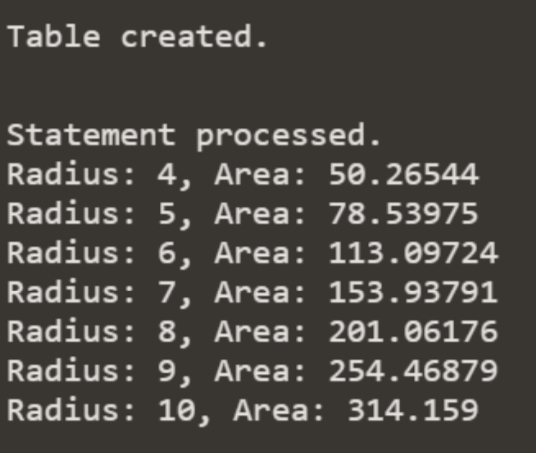 Table created.
Statement processed.
Radius: 4, Area: 50.26544
Radius: 5, Area: 78.53975
Radius: 6, Area: 113.09724
Radius: 7, Area: 153.93791
Radius: 8, Area: 201.06176
Radius: 9, Area: 254.46879
Radius: 10, Area: 314.159